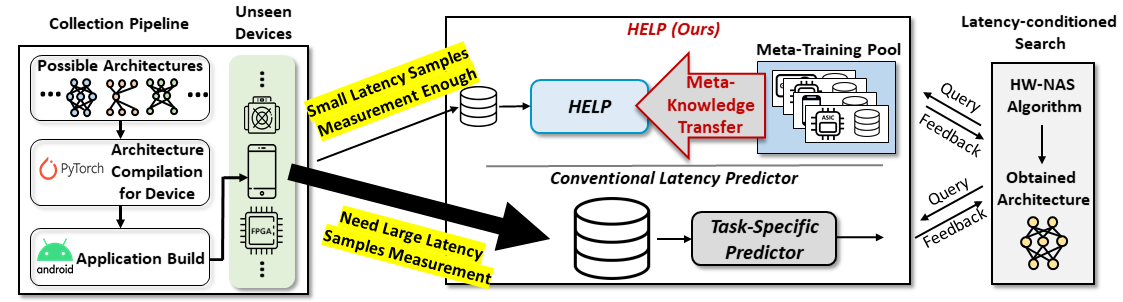 Collection Pipeline
Unseen
Devices
Possible Architectures
PyTorch
Architecture
Compilation
for Device
android
Application Build
FPGA
Small Latency Samples
Measurement Enough
Need Large Latency
Samples Measurement
HELP (Ours)
HELP
Meta-
Knowledge
Transfer
Meta-Training Pool
ASIC
Conventional Latency Predictor
Task-Specific
Predictor
Query
Feedback
Query
Feedback
Latency-conditioned
Search
HW-NAS
Algorithm
Obtained
Architecture